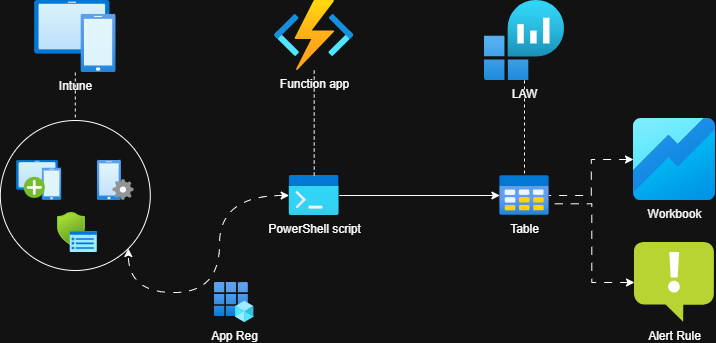 Intune
Function app
LAW
PowerShell script
Table
Workbook
App Reg
Alert Rule